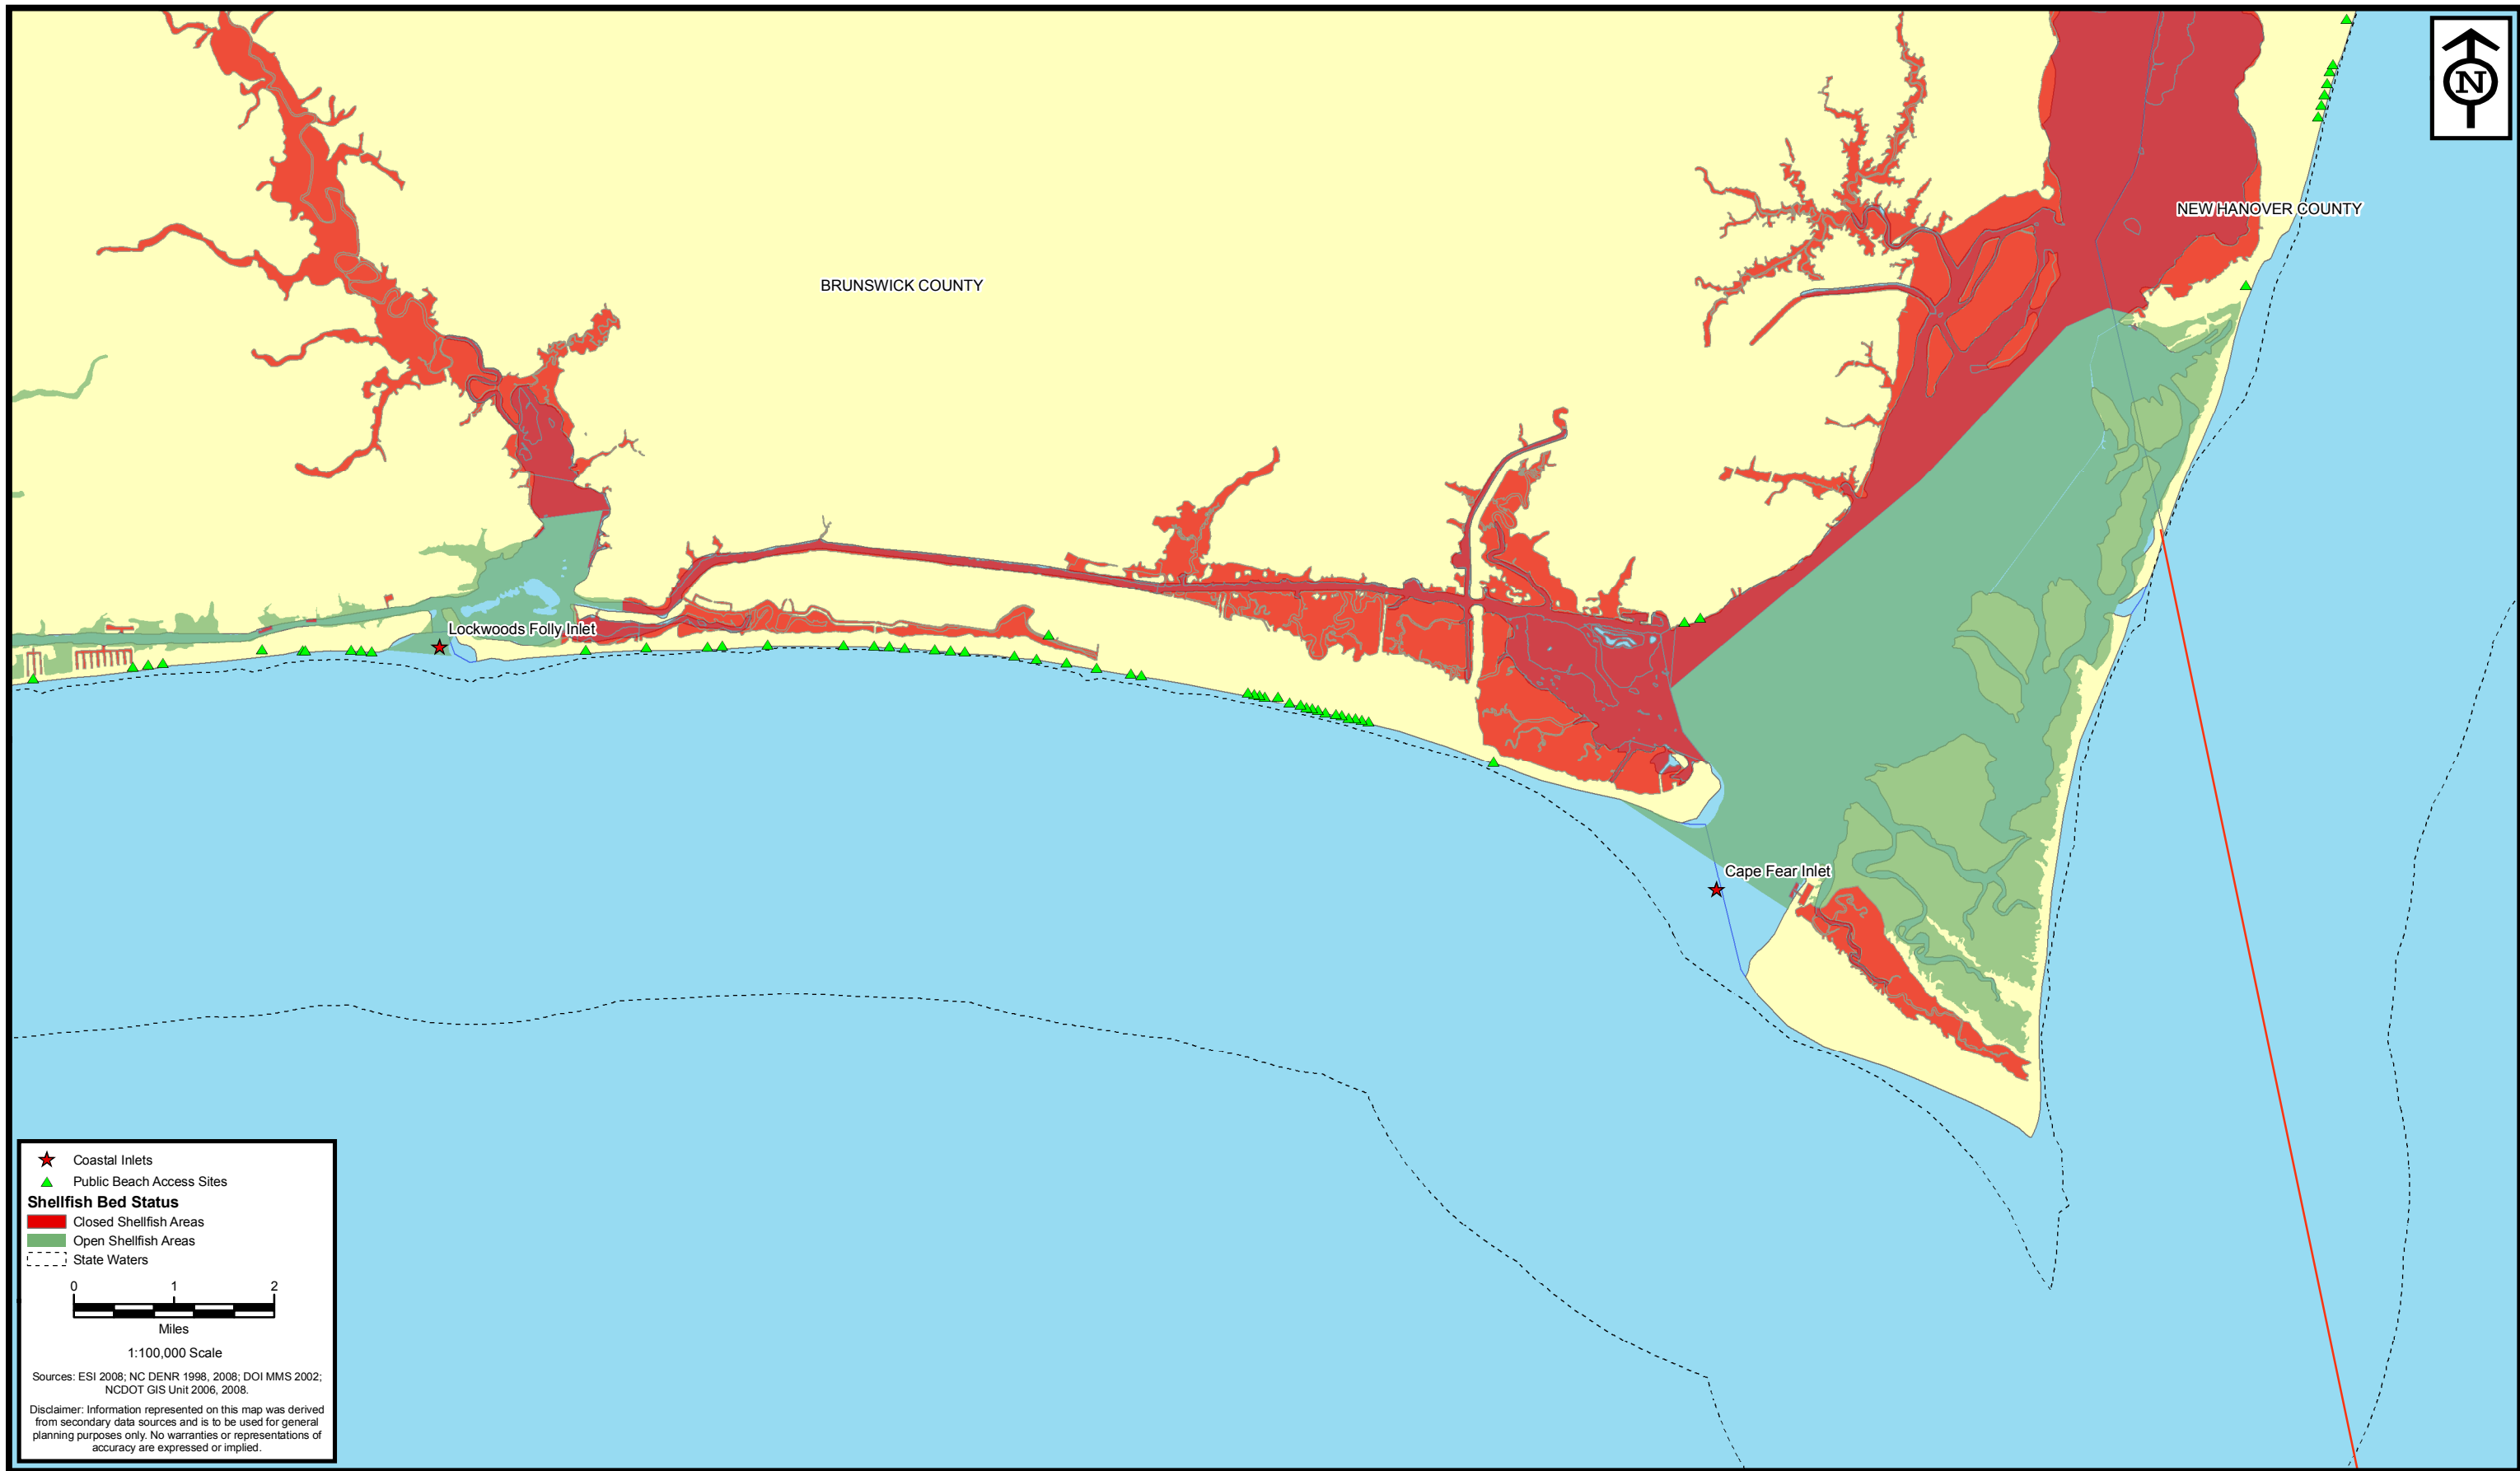 N
NEW HANOVER COUNTY
BRUNSWICK COUNTY
Lockwoods Folly Inlet
Cape Fear Inlet
Coastal Inlets
Public Beach Access Sites
Shellfish Bed Status
Closed Shellfish Areas
Open Shellfish Areas
State Waters
0 1 2
Miles
1:100,000 Scale
Sources: ESI 2008; NC DENR 1998, 2008; DOI MMS 2002;
NCDOT GIS Unit 2006, 2008.
Disclaimer: Information represented on this map was derived
from secondary data sources and is to be used for general
planning purposes only. No warranties or representations of
accuracy are expressed or implied.